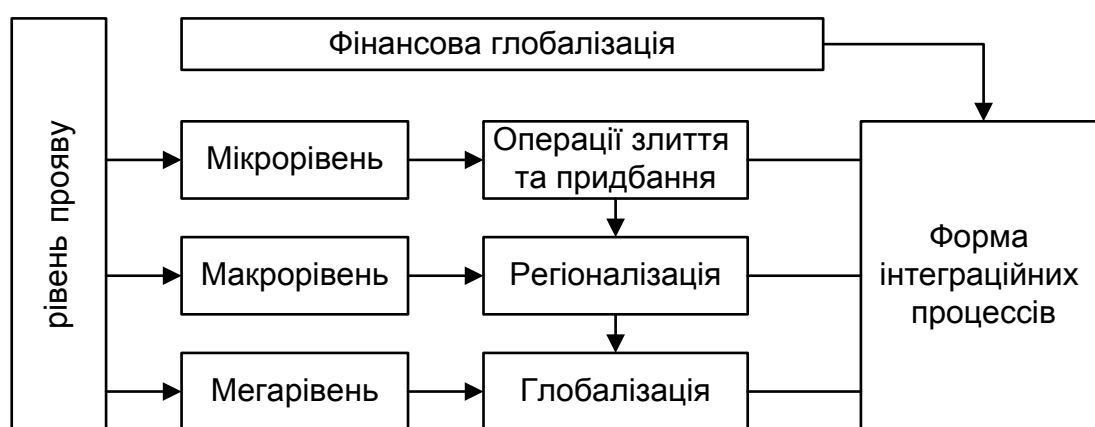 Фінансова глобалізація
рівень прояву
Мікрорівень
Операції злиття
та придбання
Макрорівень
Регіоналізація
Мегарівень
Глобалізація
Форма
інтеграційних
процессів